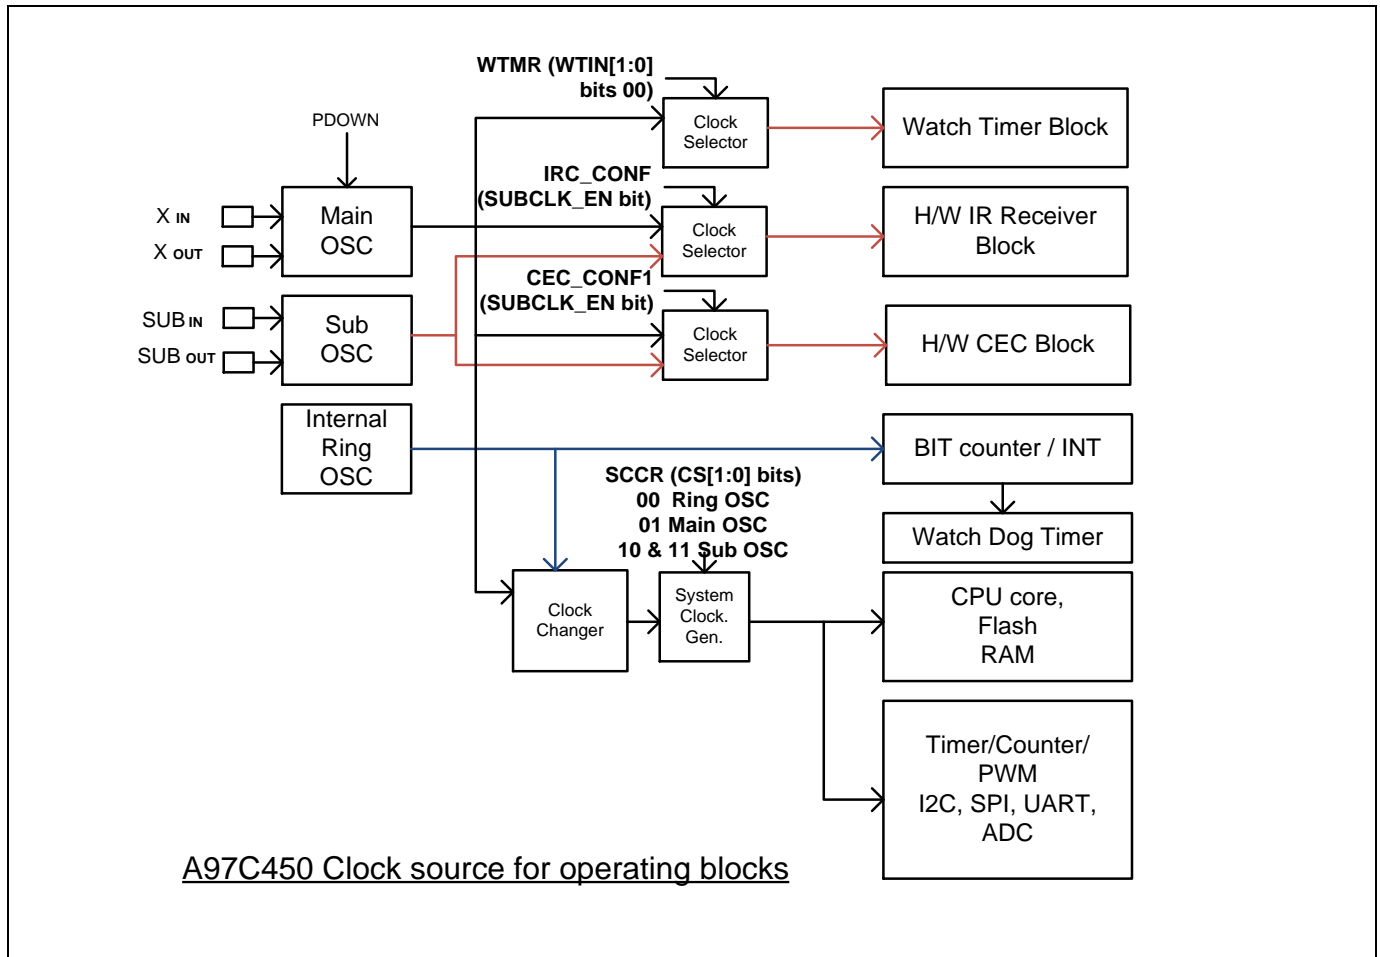 WTMR (WTIN[1:0]
bits 00)
Clock
Selector
Watch Timer Block
PDOWN
IRC_CONF
(SUBCLK_EN bit)
Clock
Selector
H/W IR Receiver
Block
X IN
X OUT
Main
OSC
CEC_CONF1
(SUBCLK_EN bit)
Clock
Selector
H/W CEC Block
SUB IN
SUB OUT
Sub
OSC
Internal
Ring
OSC
BIT counter / INT
SCCR (CS[1:0] bits)
00 Ring OSC
01 Main OSC
10 & 11 Sub OSC
Watch Dog Timer
Clock
Changer
System
Clock.
Gen.
CPU core,
Flash
RAM
Timer/Counter/
PWM
I2C, SPI, UART,
ADC
A97C450 Clock source for operating blocks